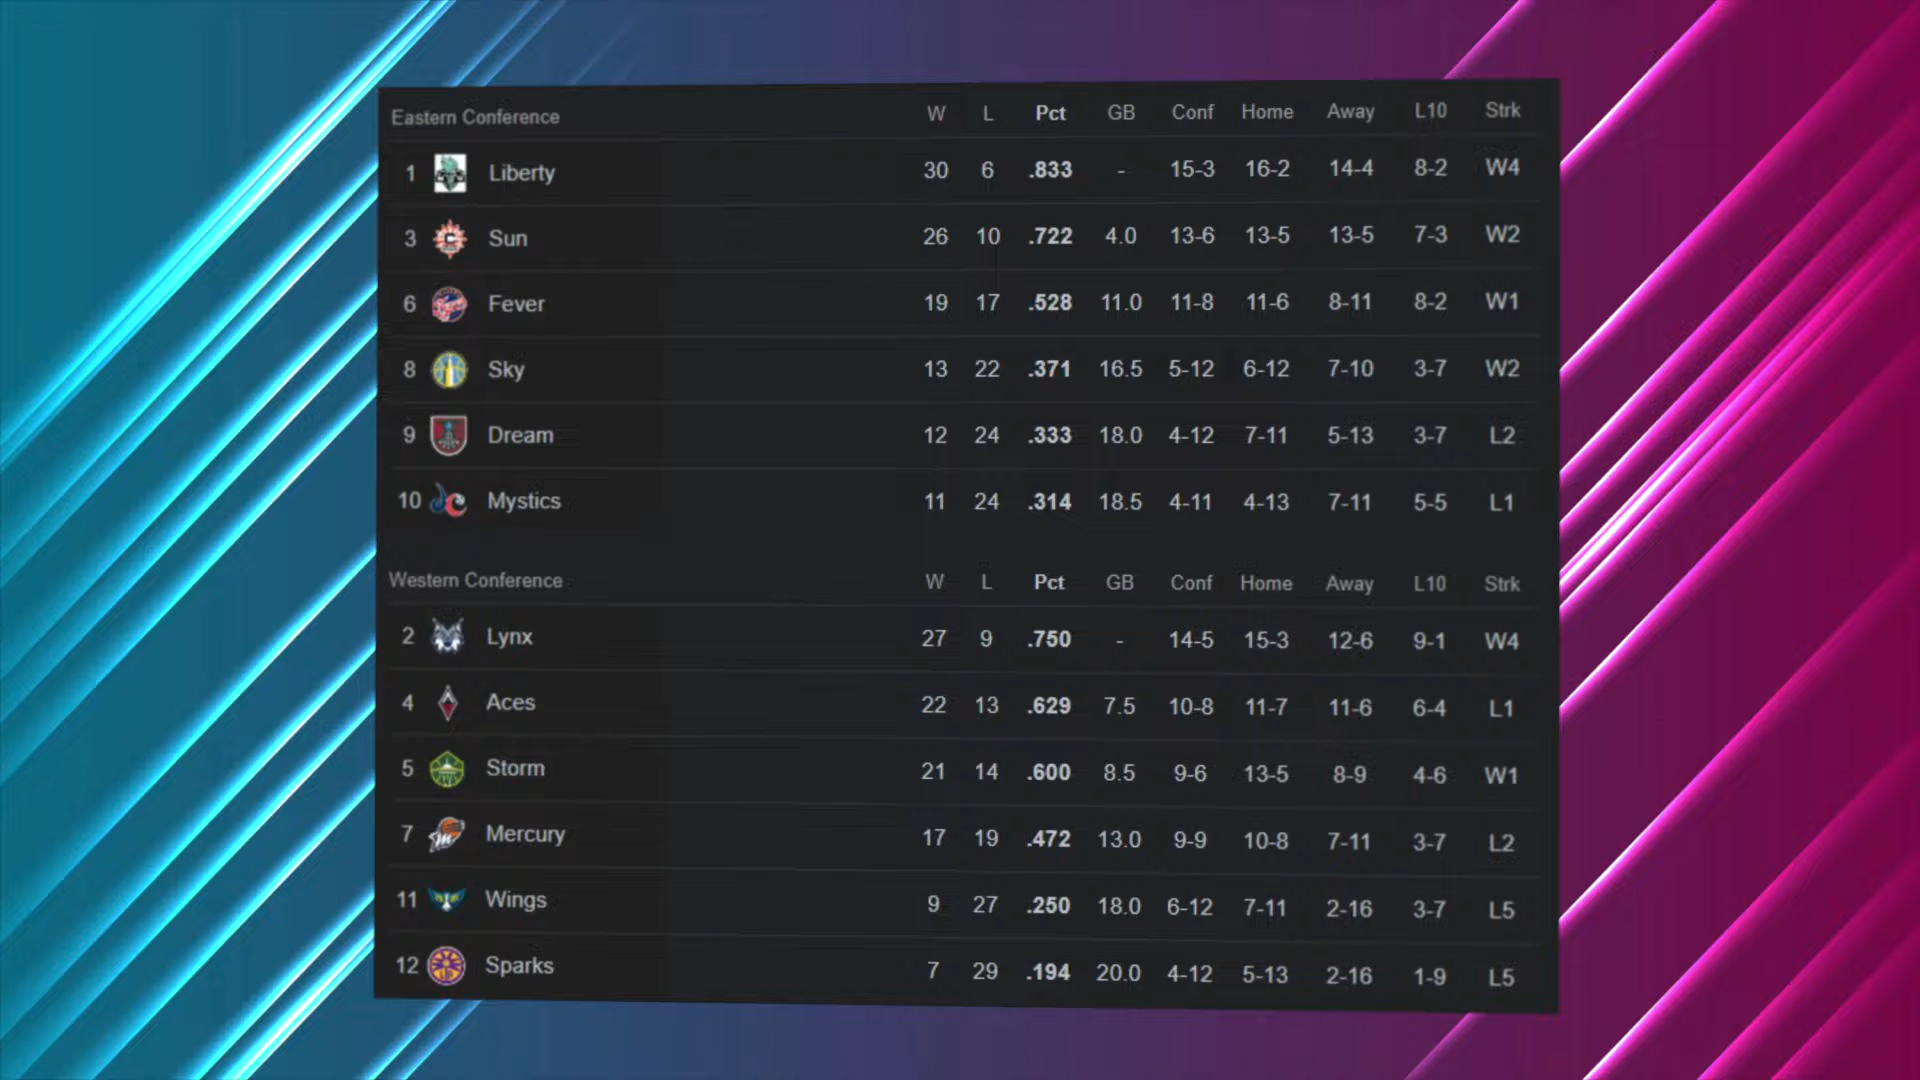 Eastern Conference W L Pct GB Conf Home Away L10 Strk
1 Liberty 30 6 .833 - 15-3 16-2 14-4 8-2 W4
3 Sun 26 10 .722 4.0 13-6 13-5 13-5 7-3 W2
6 Fever 19 17 .528 11.0 11-8 11-6 8-11 8-2 W1
8 Sky 13 22 .371 16.5 5-12 6-12 7-10 3-7 W2
9 Dream 12 24 .333 18.0 4-12 7-11 5-13 3-7 L2
10 Mystics 11 24 .314 18.5 4-11 4-13 7-11 5-5 L1
Western Conference W L Pct GB Conf Home Away L10 Strk
2 Lynx 27 9 .750 - 14-5 15-3 12-6 9-1 W4
4 Aces 22 13 .629 7.5 10-8 11-7 11-6 6-4 L1
5 Storm 21 14 .600 8.5 9-6 13-5 8-9 4-6 W1
7 Mercury 17 19 .472 13.0 9-9 10-8 7-11 3-7 L2
11 Wings 9 27 .250 18.0 6-12 7-11 2-16 3-7 L5
12 Sparks 7 29 .194 20.0 4-12 5-13 2-16 1-9 L5